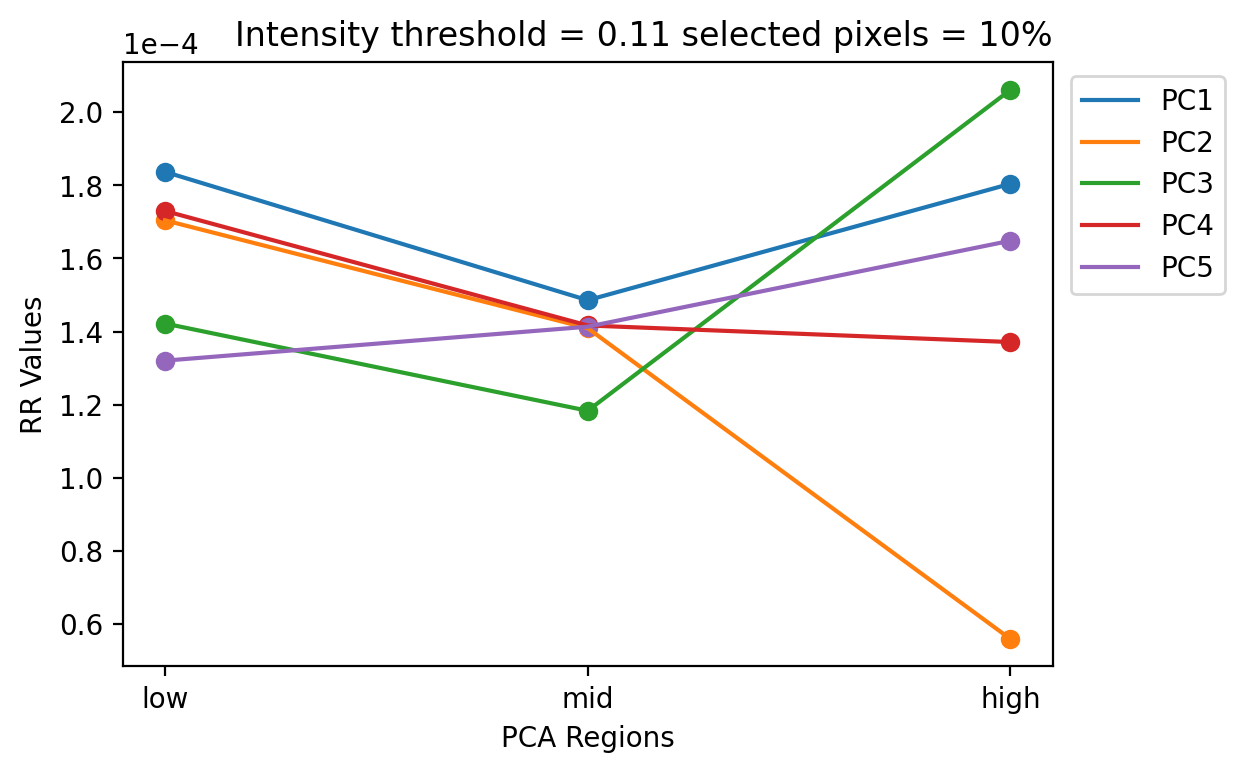 Intensity threshold = 0.11 selected pixels = 10%
1e−4
2.0
1.8
1.6
1.4
1.2
1.0
0.8
0.6
RR Values
low
mid
high
PCA Regions
PC1
PC2
PC3
PC4
PC5